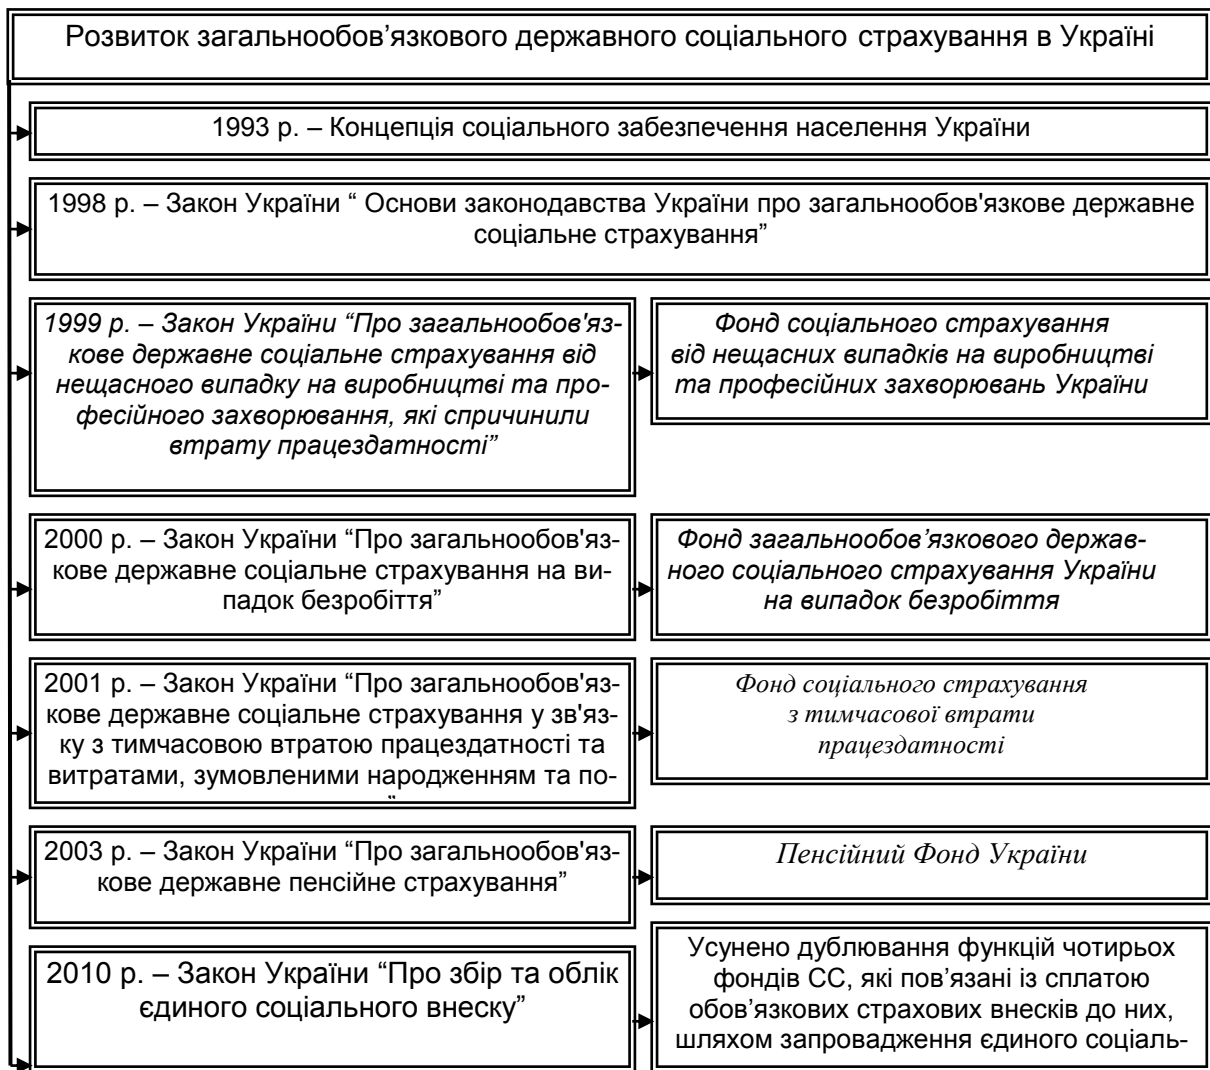 Розвиток загальнообов’язкового державного соціального страхування в Україні
1993 р. – Концепція соціального забезпечення населення України
1998 р. – Закон України “ Основи законодавства України про загальнообов'язкове державне
соціальне страхування”
1999 р. – Закон України “Про загальнообов'яз-
кове державне соціальне страхування від
нещасного випадку на виробництві та про-
фесійного захворювання, які спричинили
втрату працездатності”
Фонд соціального страхування
від нещасних випадків на виробництві
та професійних захворювань України
2000 р. – Закон України “Про загальнообов'яз-
кове державне соціальне страхування на ви-
падок безробіття”
Фонд загальнообов’язкового держав-
ного соціального страхування України
на випадок безробіття
2001 р. – Закон України “Про загальнообов'яз-
кове державне соціальне страхування у зв'яз-
ку з тимчасовою втратою працездатності та
витратами, зумовленими народженням та по-
Фонд соціального страхування
з тимчасової втрати
працездатності
2003 р. – Закон України “Про загальнообов'яз-
кове державне пенсійне страхування”
Пенсійний Фонд України
2010 р. – Закон України “Про збір та облік
єдиного соціального внеску”
Усунено дублювання функцій чотирьох
фондів СС, які пов’язані із сплатою
обов’язкових страхових внесків до них,
шляхом запровадження єдиного соціаль-